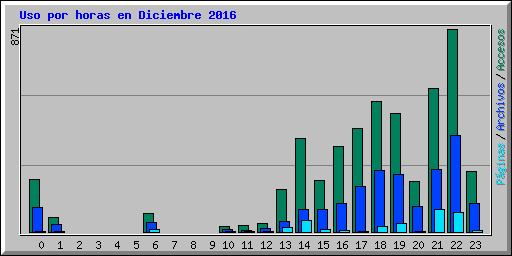 Uso por horas en Diciembre 2016
871
Páginas / Archivos / Accesos
0 1 2 3 4 5 6 7 8 9 10 11 12 13 14 15 16 17 18 19 20 21 22 23